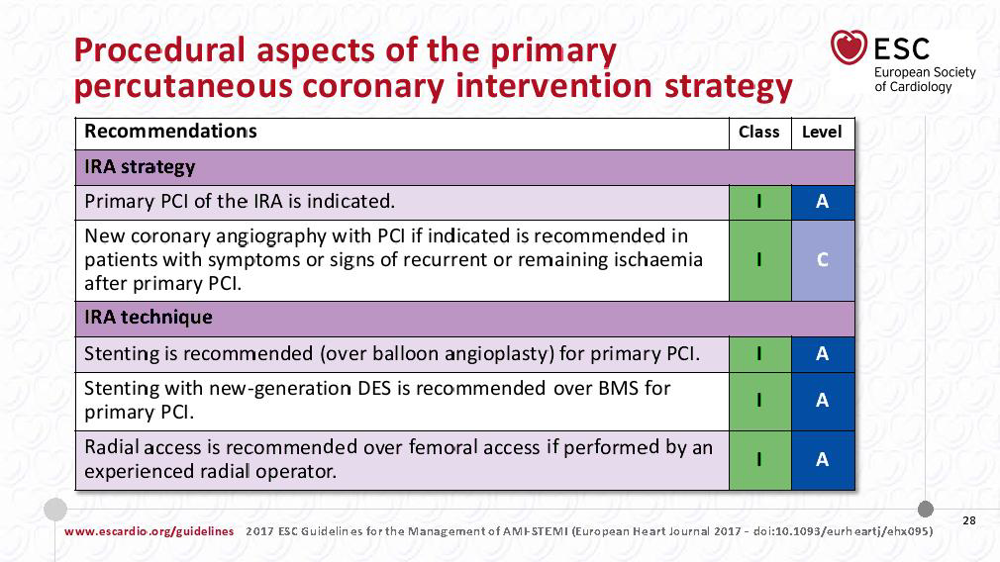 Procedural aspects of the primary
percutaneous coronary intervention strategy
ESC
European Society
of Cardiology
Recommendations Class Level
IRA strategy
Primary PCI of the IRA is indicated. I A
New coronary angiography with PCI if indicated is recommended in
patients with symptoms or signs of recurrent or remaining ischaemia
after primary PCI. I C
IRA technique
Stenting is recommended (over balloon angioplasty) for primary PCI. I A
Stenting with new-generation DES is recommended over BMS for
primary PCI. I A
Radial access is recommended over femoral access if performed by an
experienced radial operator. I A
28
www.escardio.org/guidelines 2017 ESC Guidelines for the Management of AMI-STEMI (European Heart Journal 2017 - doi:10.1093/eurheartj/ehx095)